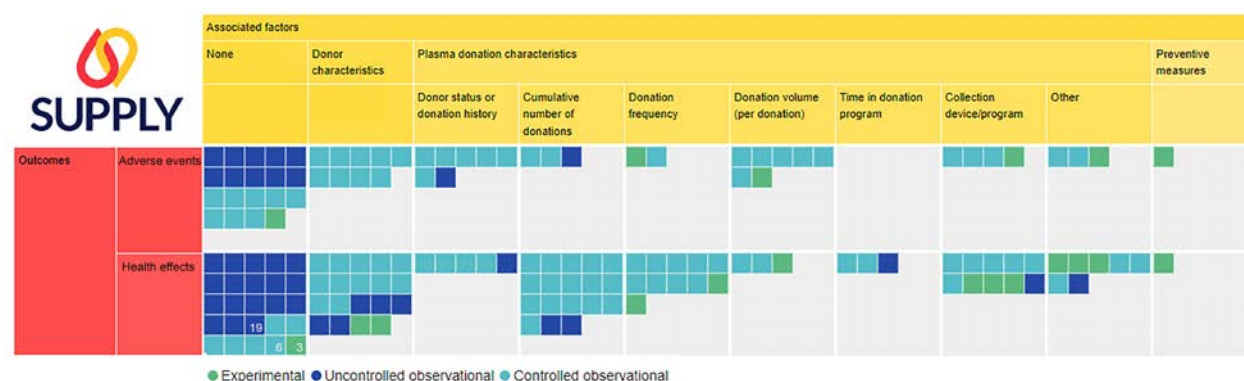 SUPPLY
Associated factors
None
Donor
characteristics
Plasma donation characteristics
Preventive
measures
Donor status or
donation history
Cumulative
number of
donations
Donation
frequency
Donation volume
(per donation)
Time in donation
program
Collection
device/program
Other
Outcomes
Adverse events
Health effects
19
6
3
Experimental Uncontrolled observational Controlled observational